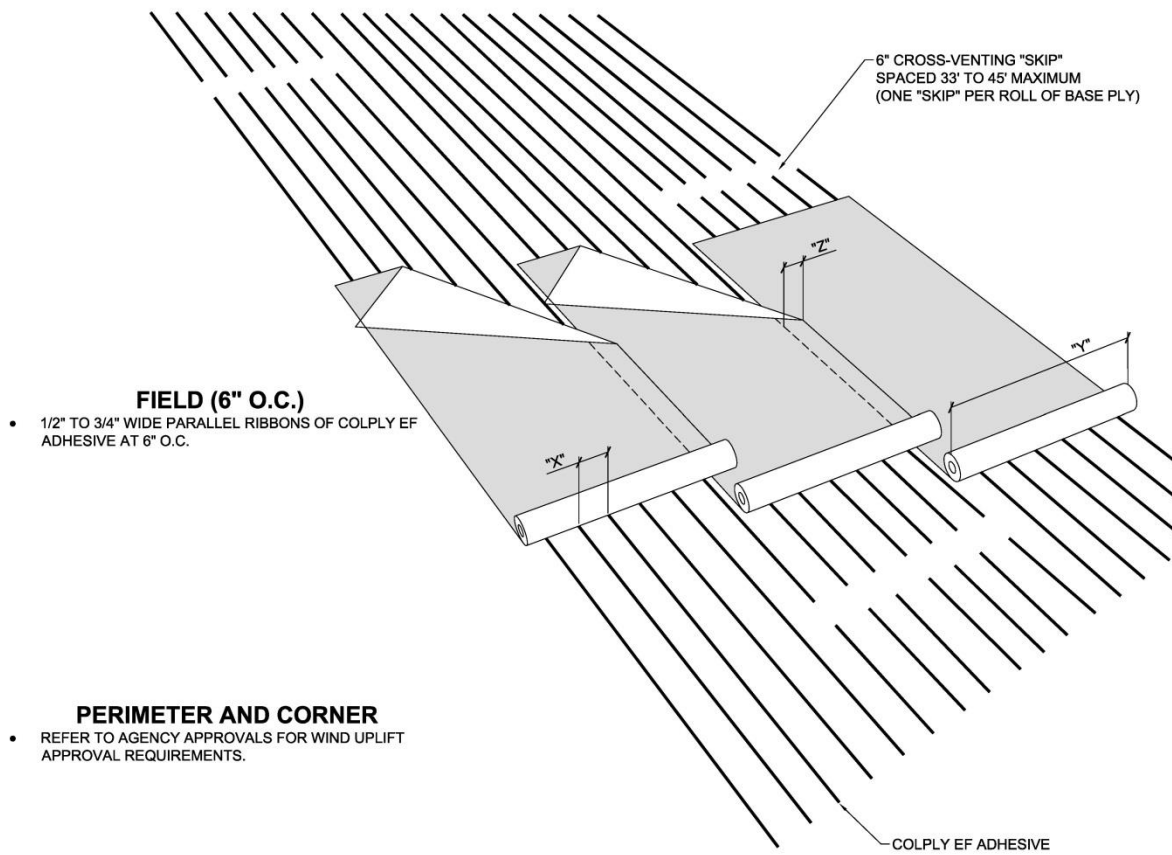 6" CROSS-VENTING "SKIP"
SPACED 33' TO 45' MAXIMUM
(ONE "SKIP" PER ROLL OF BASE PLY)
"Z"
"Y"
FIELD (6" O.C.)
• 1/2" TO 3/4" WIDE PARALLEL RIBBONS OF COLPLY EF
ADHESIVE AT 6" O.C.
"X"
PERIMETER AND CORNER
• REFER TO AGENCY APPROVALS FOR WIND UPLIFT
APPROVAL REQUIREMENTS.
COLPLY EF ADHESIVE